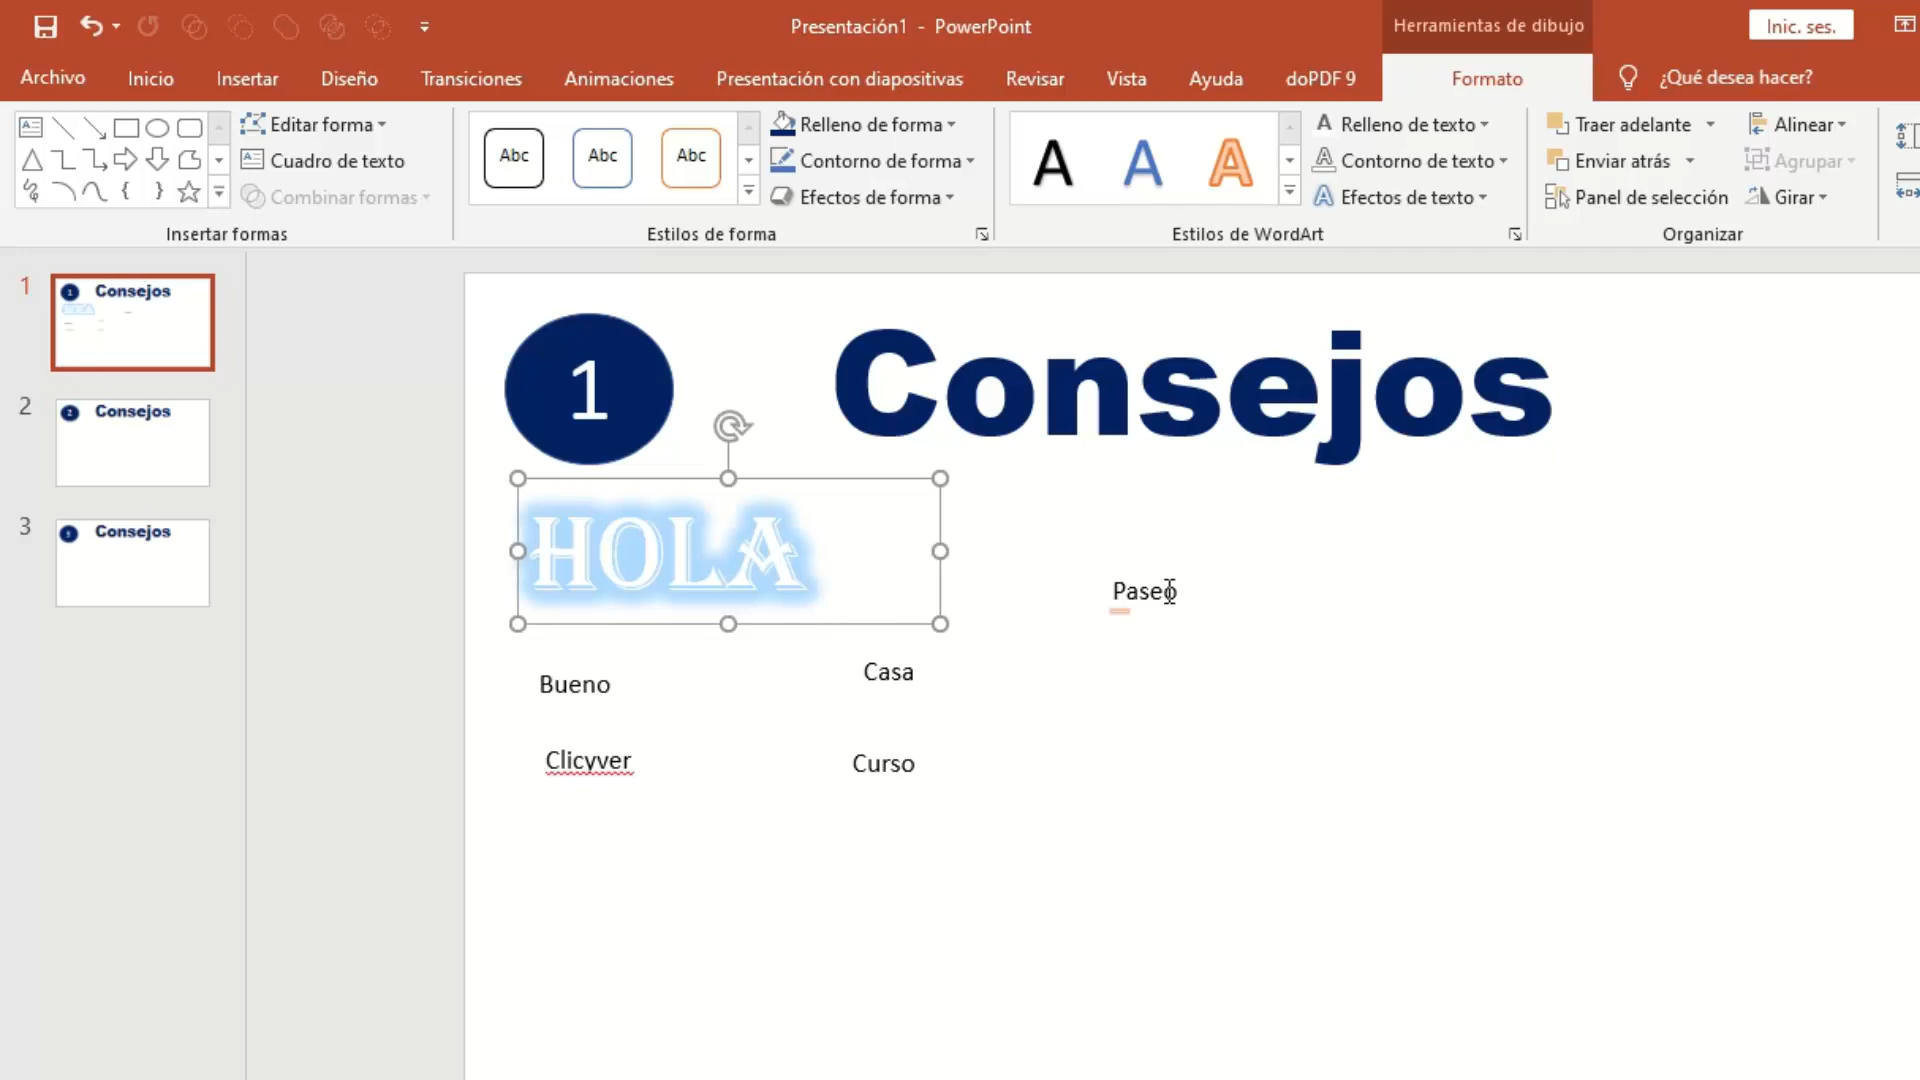 Presentación1 - PowerPoint
Herramientas de dibujo
Inic. ses.
Archivo Inicio Insertar Diseño Transiciones Animaciones Presentación con diapositivas Revisar Vista Ayuda doPDF 9 Formato ¿Qué desea hacer?
Editar forma
Cuadro de texto
Combinar formas
Insertar formas
Abc Abc Abc
Relleno de forma
Contorno de forma
Efectos de forma
Estilos de forma
A A A
Relleno de texto
Contorno de texto
Efectos de texto
Estilos de WordArt
Traer adelante
Enviar atrás
Panel de selección
Alinear
Agrupar
Girar
Organizar
1
1 Consejos
HOLA
2
2 Consejos
3
3 Consejos
1 Consejos
HOLA
Paseo
Bueno Casa
Clicyver Curso